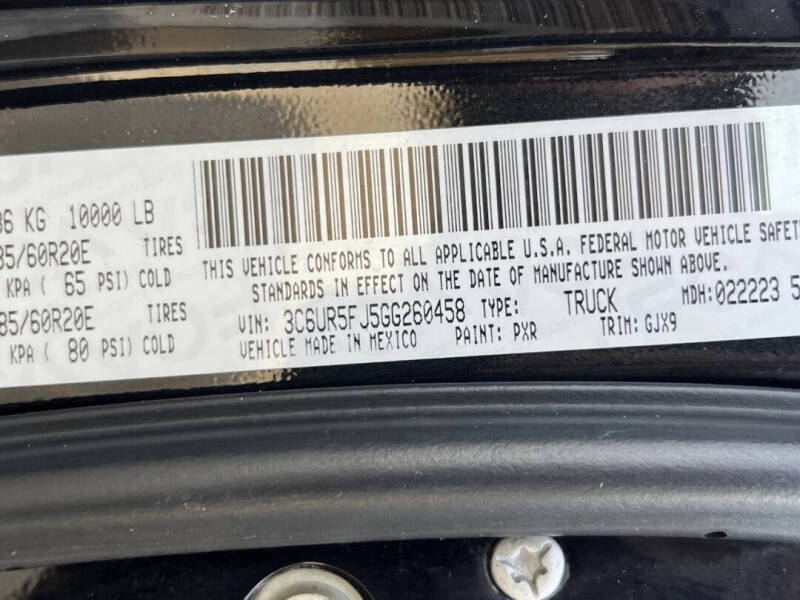 36 KG 10000 LB
35/60R20E TIRES
KPA ( 65 PSI) COLD
85/60R20E TIRES
KPA ( 80 PSI) COLD
THIS VEHICLE CONFORMS TO ALL APPLICABLE U.S.A. FEDERAL MOTOR VEHICLE SAFET
STANDARDS IN EFFECT ON THE DATE OF MANUFACTURE SHOWN ABOVE.
VIN: 3C6UR5FJ5GG260458 TYPE: TRUCK MDH:022223 5
VEHICLE MADE IN MEXICO PAINT: PXR TRIM: GJX9